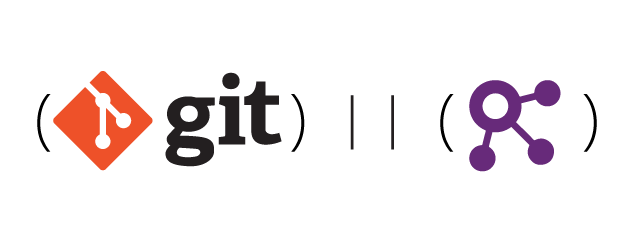 ( git ) | | ( )